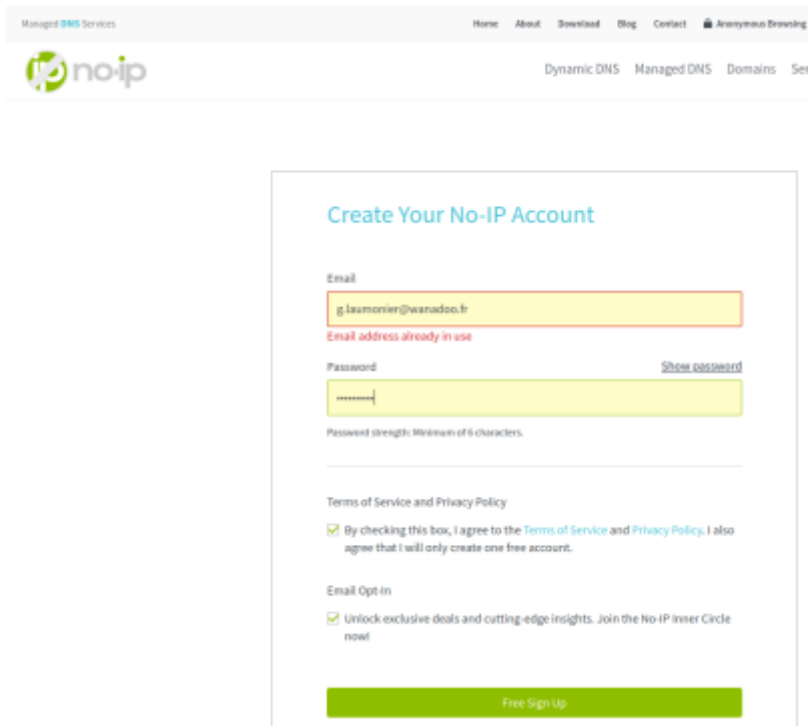 Managed DNS Services
Home About Download Blog Contact Anonymous Browsing
no-ip
Dynamic DNS Managed DNS Domains Ser
Create Your No-IP Account
Email
g.laumonier@wanadoo.fr
Email address already in use
Password Show password
Password strength: Minimum of 6 characters.
Terms of Service and Privacy Policy
By checking this box, I agree to the Terms of Service and Privacy Policy. I also
agree that I will only create one free account.
Email Opt-In
Unlock exclusive deals and cutting-edge insights. Join the No-IP Inner Circle
now!
Free Sign Up